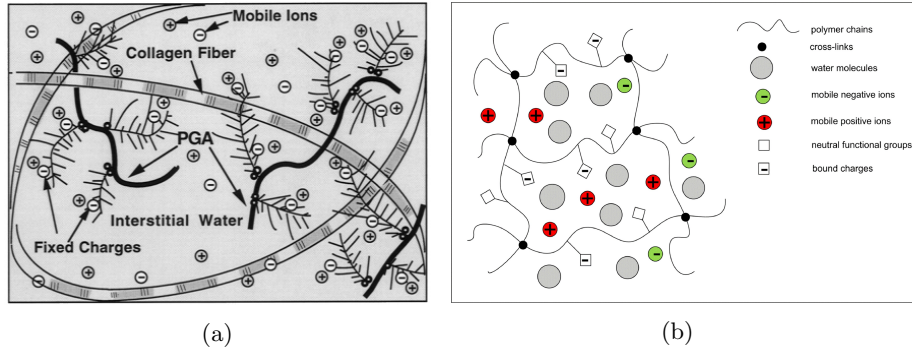 Mobile Ions
Collagen Fiber
PGA
Interstitial Water
Fixed Charges
(a)
polymer chains
cross-links
water molecules
mobile negative ions
mobile positive ions
neutral functional groups
bound charges
(b)